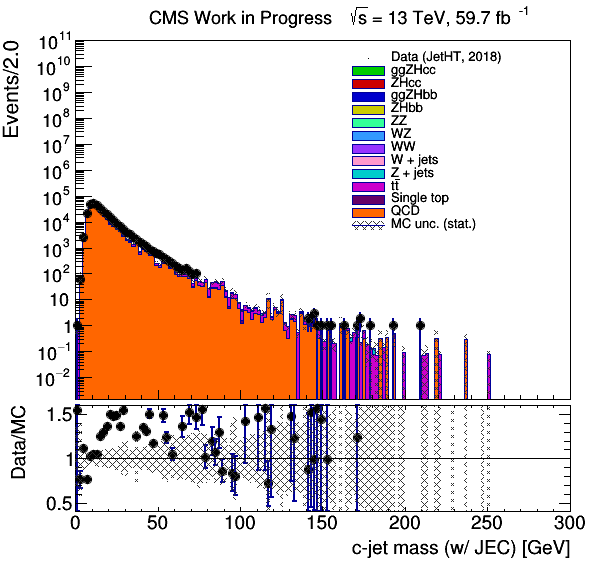 CMS Work in Progress √s = 13 TeV, 59.7 fb⁻¹
Events/2.0
10¹¹
10¹⁰
10⁹
10⁸
10⁷
10⁶
10⁵
10⁴
10³
10²
10
1
10⁻¹
10⁻²
Data (JetHT, 2018)
ggZHcc
ZHcc
ggZHbb
ZHbb
ZZ
WZ
WW
W + jets
Z + jets
tt̄
Single top
QCD
MC unc. (stat.)
Data/MC
1.5
1
0.5
0 50 100 150 200 250 300
c-jet mass (w/ JEC) [GeV]